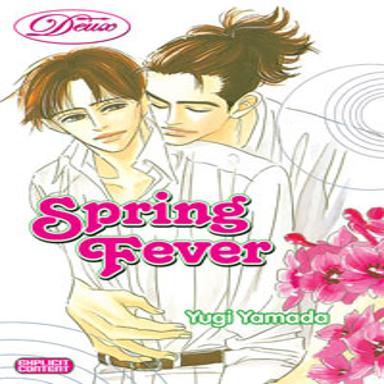 Deux
Spring
Fever
Yugi Yamada
EXPLICIT
CONTENT